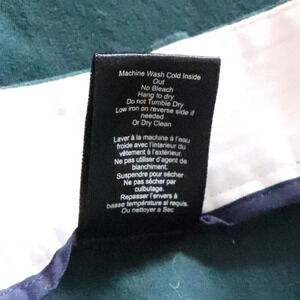 Machine Wash Cold Inside
Out
No Bleach
Hang to dry
Do not Tumble Dry
Low iron on reverse side if
needed
Or Dry Clean
Laver à la machine à l'eau
froide avec l'interieur du
vêtement à l'extérieur.
Ne pas utiliser d'agent de
blanchiment.
Suspendre pour sécher
Ne pas sécher par
culbutage.
Repasser l'envers à
basse température si requis.
Ou nettoyer a Sec